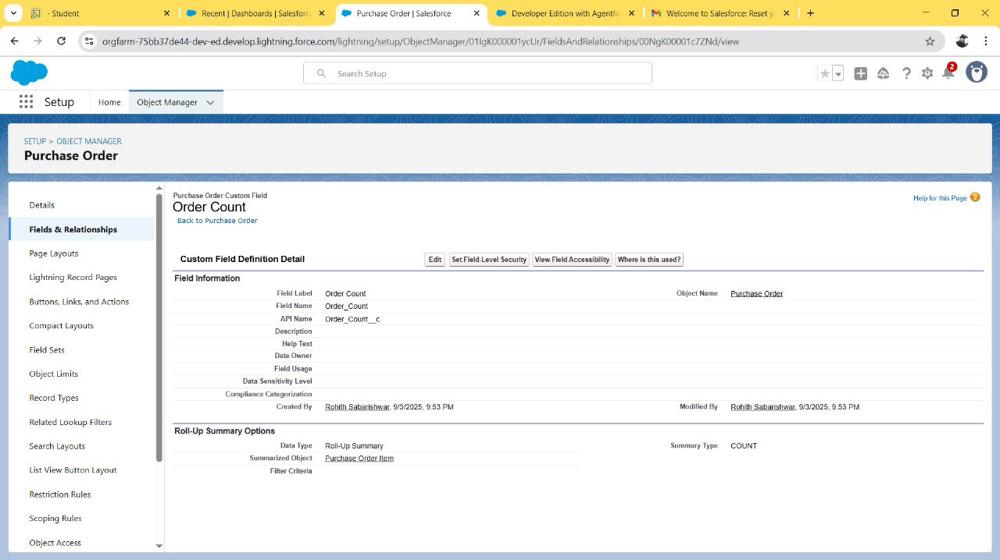 - Student
Recent | Dashboards | Salesforc
Purchase Order | Salesforce
Developer Edition with Agentfo
Welcome to Salesforce: Reset y
orgfarm-75bb37de44-dev-ed.develop.lightning.force.com/lightning/setup/ObjectManager/01IgK000001ycUr/FieldsAndRelationships/00NgK00001c7ZNd/view
Search Setup
2
Setup
Home
Object Manager
SETUP > OBJECT MANAGER
Purchase Order
Details
Fields & Relationships
Page Layouts
Lightning Record Pages
Buttons, Links, and Actions
Compact Layouts
Field Sets
Object Limits
Record Types
Related Lookup Filters
Search Layouts
List View Button Layout
Restriction Rules
Scoping Rules
Object Access
Purchase Order Custom Field
Order Count
Back to Purchase Order
Help for this Page ?
Custom Field Definition Detail
Edit
Set Field-Level Security
View Field Accessibility
Where is this used?
Field Information
Field Label Order Count
Object Name Purchase Order
Field Name Order_Count
API Name Order_Count__c
Description
Help Text
Data Owner
Field Usage
Data Sensitivity Level
Compliance Categorization
Created By Rohith Sabarishwar, 9/3/2025, 9:53 PM
Modified By Rohith Sabarishwar, 9/3/2025, 9:53 PM
Roll-Up Summary Options
Data Type Roll-Up Summary
Summary Type COUNT
Summarized Object Purchase Order Item
Filter Criteria